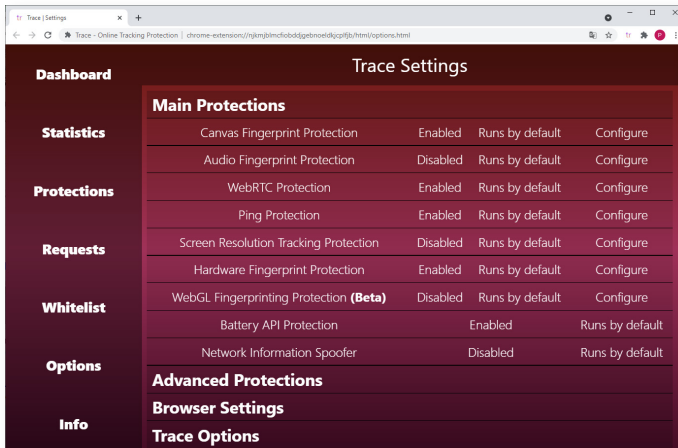 tr Trace | Settings
Trace - Online Tracking Protection | chrome-extension://njkmjblmcfiobddjgebnoeldkjcplfjb/html/options.html
tr P
Trace Settings
Dashboard
Statistics
Protections
Requests
Whitelist
Options
Info
Main Protections
Canvas Fingerprint Protection Enabled Runs by default Configure
Audio Fingerprint Protection Disabled Runs by default Configure
WebRTC Protection Enabled Runs by default Configure
Ping Protection Enabled Runs by default Configure
Screen Resolution Tracking Protection Disabled Runs by default Configure
Hardware Fingerprint Protection Enabled Runs by default Configure
WebGL Fingerprinting Protection (Beta) Disabled Runs by default Configure
Battery API Protection Enabled Runs by default
Network Information Spoofer Disabled Runs by default
Advanced Protections
Browser Settings
Trace Options